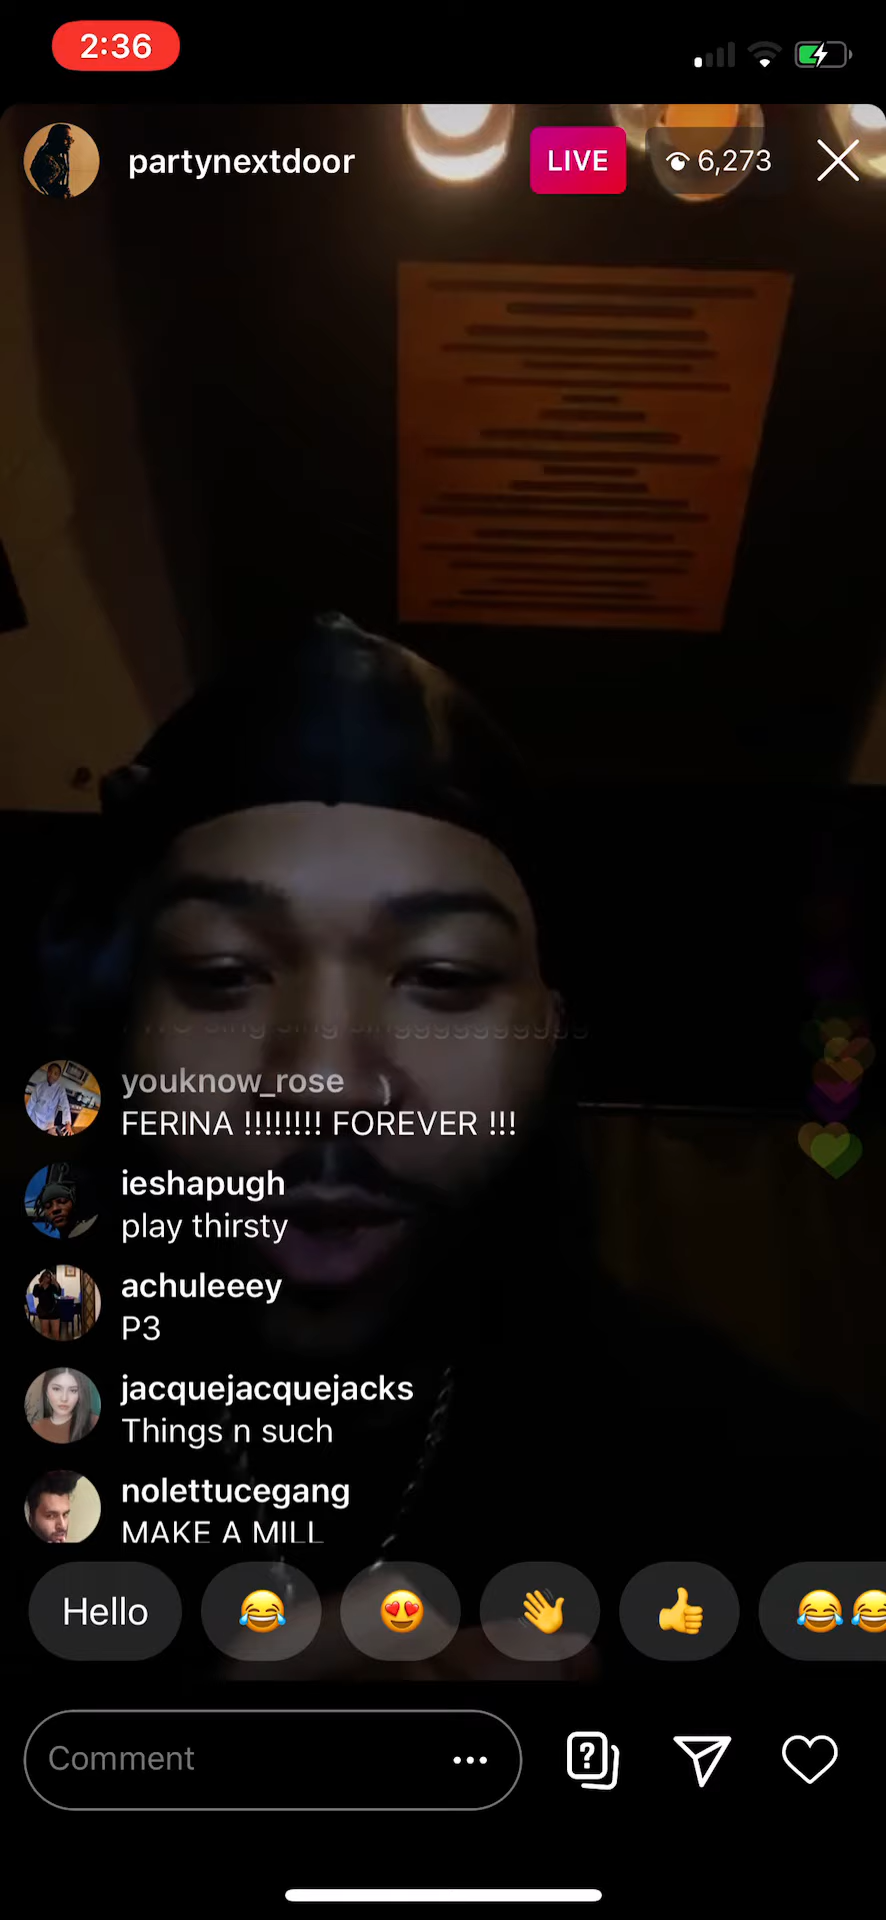 2:36
partynextdoor
LIVE
6,273
youknow_rose
FERINA !!!!!!!! FOREVER !!!
ieshapugh
play thirsty
achuleeey
P3
jacquejacquejacks
Things n such
nolettucegang
MAKE A MILL
Hello
Comment